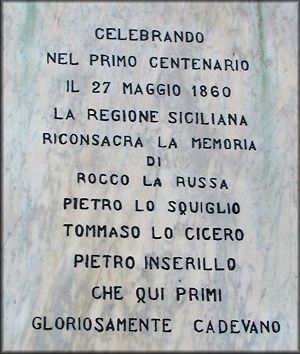 CELEBRANDO
NEL PRIMO CENTENARIO
IL 27 MAGGIO 1860
LA REGIONE SICILIANA
RICONSACRA LA MEMORIA
DI
ROCCO LA RUSSA
PIETRO LO SQUIGLIO
TOMMASO LO CICERO
PIETRO INSERILLO
CHE QUI PRIMI
GLORIOSAMENTE CADEVANO